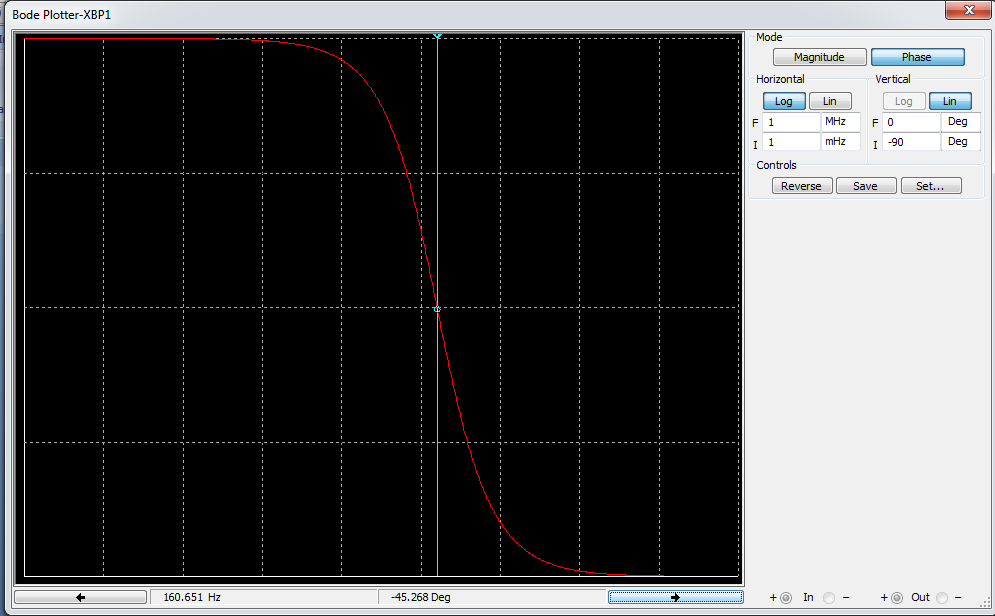 Bode Plotter-XBP1
Mode
Magnitude Phase
Horizontal Vertical
Log Lin Log Lin
F 1 MHz F 0 Deg
I 1 mHz I -90 Deg
Controls
Reverse Save Set...
160.651 Hz -45.268 Deg
+ In - + Out -